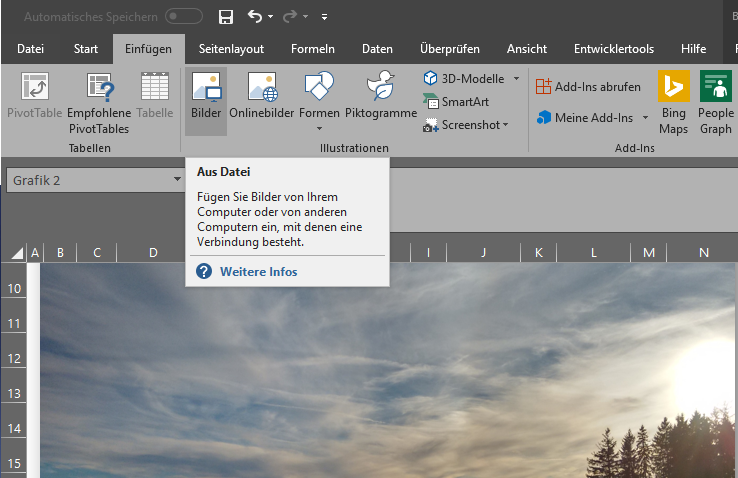 Automatisches Speichern
B
Datei Start Einfügen Seitenlayout Formeln Daten Überprüfen Ansicht Entwicklertools Hilfe F
PivotTable
Empfohlene PivotTables
Tabelle
Tabellen
Bilder
Onlinebilder
Formen
Piktogramme
3D-Modelle
SmartArt
Screenshot
Illustrationen
Add-Ins abrufen
Meine Add-Ins
Bing Maps
People Graph
Add-Ins
Grafik 2
Aus Datei
Fügen Sie Bilder von Ihrem
Computer oder von anderen
Computern ein, mit denen eine
Verbindung besteht.
? Weitere Infos
A B C D I J K L M N
10
11
12
13
14
15